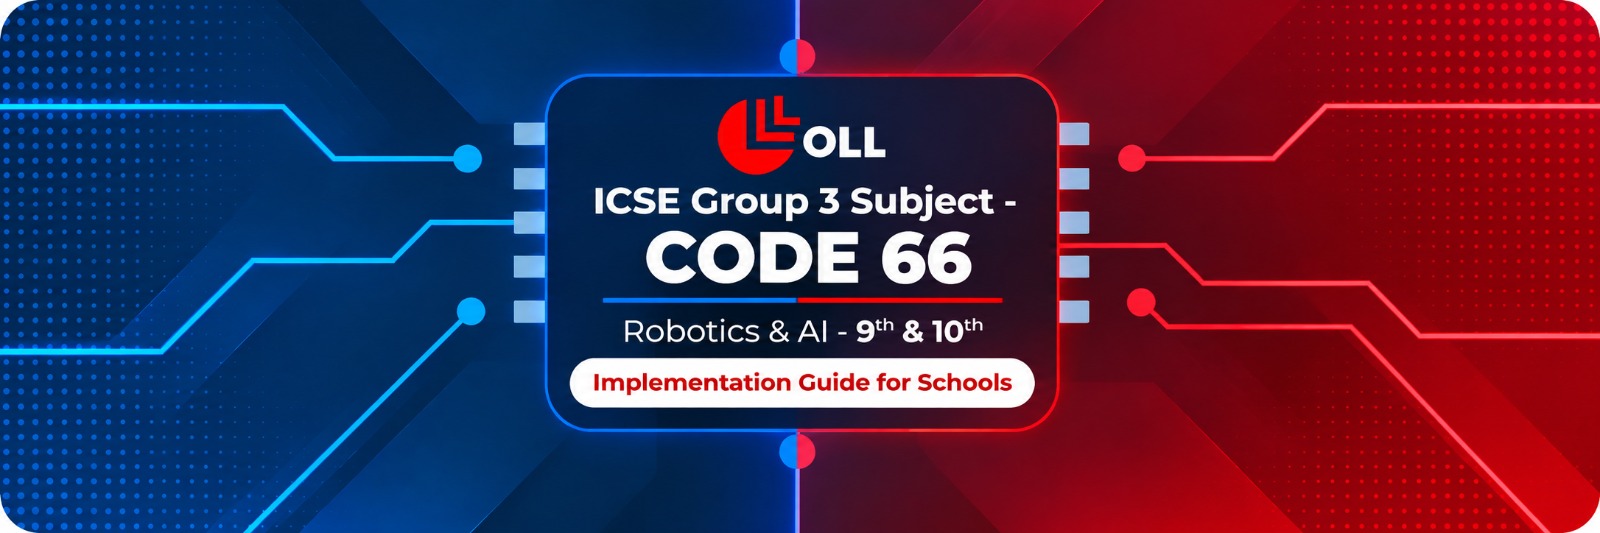 OLL
ICSE Group 3 Subject -
CODE 66
Robotics & AI - 9th & 10th
Implementation Guide for Schools